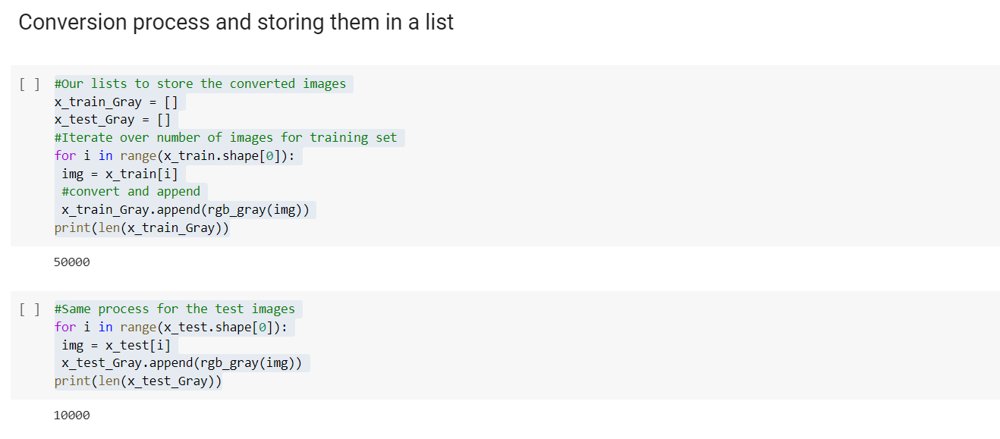 Conversion process and storing them in a list
[ ] #Our lists to store the converted images
x_train_Gray = []
x_test_Gray = []
#Iterate over number of images for training set
for i in range(x_train.shape[0]):
 img = x_train[i]
 #convert and append
 x_train_Gray.append(rgb_gray(img))
print(len(x_train_Gray))
50000
[ ] #Same process for the test images
for i in range(x_test.shape[0]):
 img = x_test[i]
 x_test_Gray.append(rgb_gray(img))
print(len(x_test_Gray))
10000